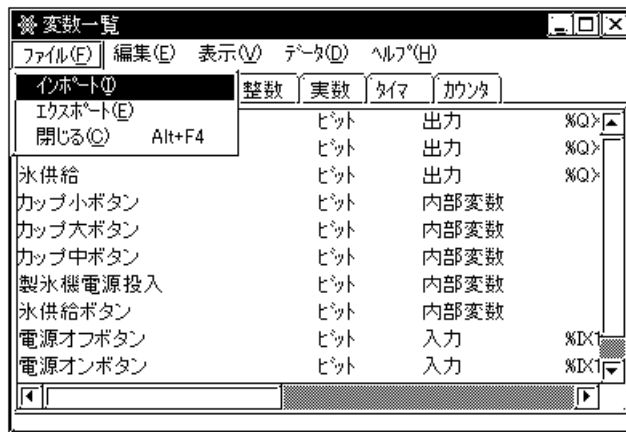 変数一覧
ファイル(F) 編集(E) 表示(V) データ(D) ヘルプ(H)
インポート(I)
エクスポート(E)
閉じる(C) Alt+F4
整数 実数 タイマ カウンタ
ビット 出力 %QX
ビット 出力 %QX
氷供給 ビット 出力 %QX
カップ小ボタン ビット 内部変数
カップ大ボタン ビット 内部変数
カップ中ボタン ビット 内部変数
製氷機電源投入 ビット 内部変数
氷供給ボタン ビット 内部変数
電源オフボタン ビット 入力 %IX1
電源オンボタン ビット 入力 %IX1